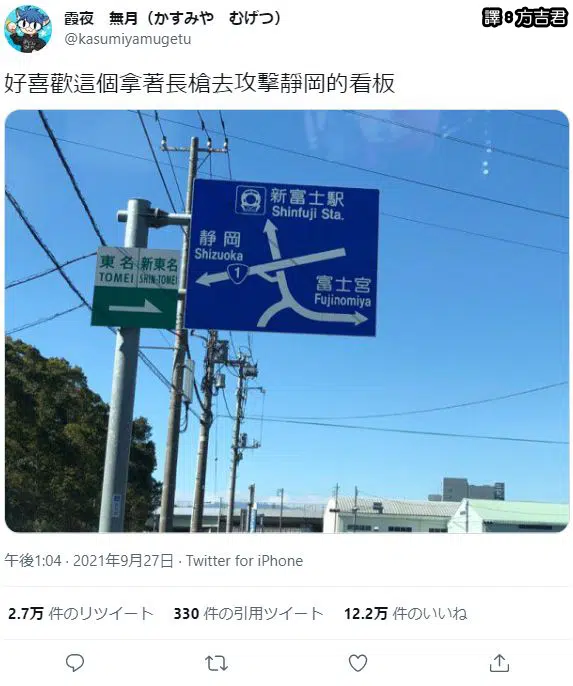 霞夜　無月（かすみや　むげつ）
@kasumiyamugetu
譯：方吉君
好喜歡這個拿著長槍去攻擊靜岡的看板
新富士駅
Shinfuji Sta.
静岡
Shizuoka
1
富士宮
Fujinomiya
東名 新東名
TOMEI SHIN-TOMEI
午後1:04 · 2021年9月27日 · Twitter for iPhone
2.7万 件のリツイート 330 件の引用ツイート 12.2万 件のいいね